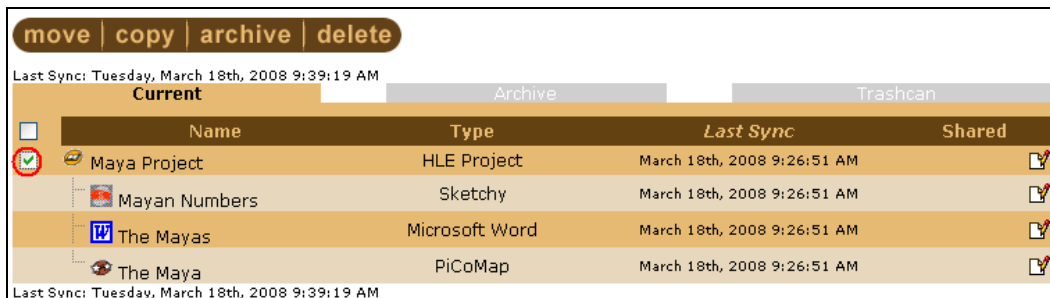 move | copy | archive | delete
Last Sync: Tuesday, March 18th, 2008 9:39:19 AM
Current Archive Trashcan
Name Type Last Sync Shared
Maya Project HLE Project March 18th, 2008 9:26:51 AM
Mayan Numbers Sketchy March 18th, 2008 9:26:51 AM
The Mayas Microsoft Word March 18th, 2008 9:26:51 AM
The Maya PiCoMap March 18th, 2008 9:26:51 AM
Last Sync: Tuesday, March 18th, 2008 9:39:19 AM